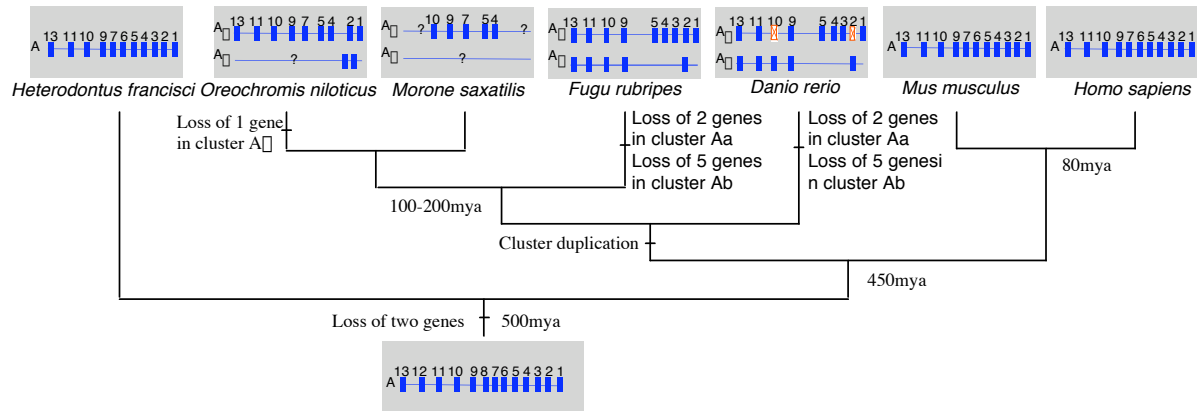 13 11 10 9 7 6 5 4 3 2 1
A
13 11 10 9 7 5 4 2 1
A▯
A▯ ?
10 9 7 5 4
A▯ ? ?
A▯ ?
13 11 10 9 5 4 3 2 1
A▯
A▯
13 11 10 9 5 4 3 2 1
A▯
A▯
13 11 10 9 7 6 5 4 3 2 1
A
13 11 10 9 7 6 5 4 3 2 1
A
Heterodontus francisci
Oreochromis niloticus
Morone saxatilis
Fugu rubripes
Danio rerio
Mus musculus
Homo sapiens
Loss of 1 gene
in cluster A▯
Loss of 2 genes
in cluster Aa
Loss of 5 genes
in cluster Ab
Loss of 2 genes
in cluster Aa
Loss of 5 genesi
n cluster Ab
80mya
100-200mya
Cluster duplication
450mya
Loss of two genes
500mya
13 12 11 10 9 8 7 6 5 4 3 2 1
A